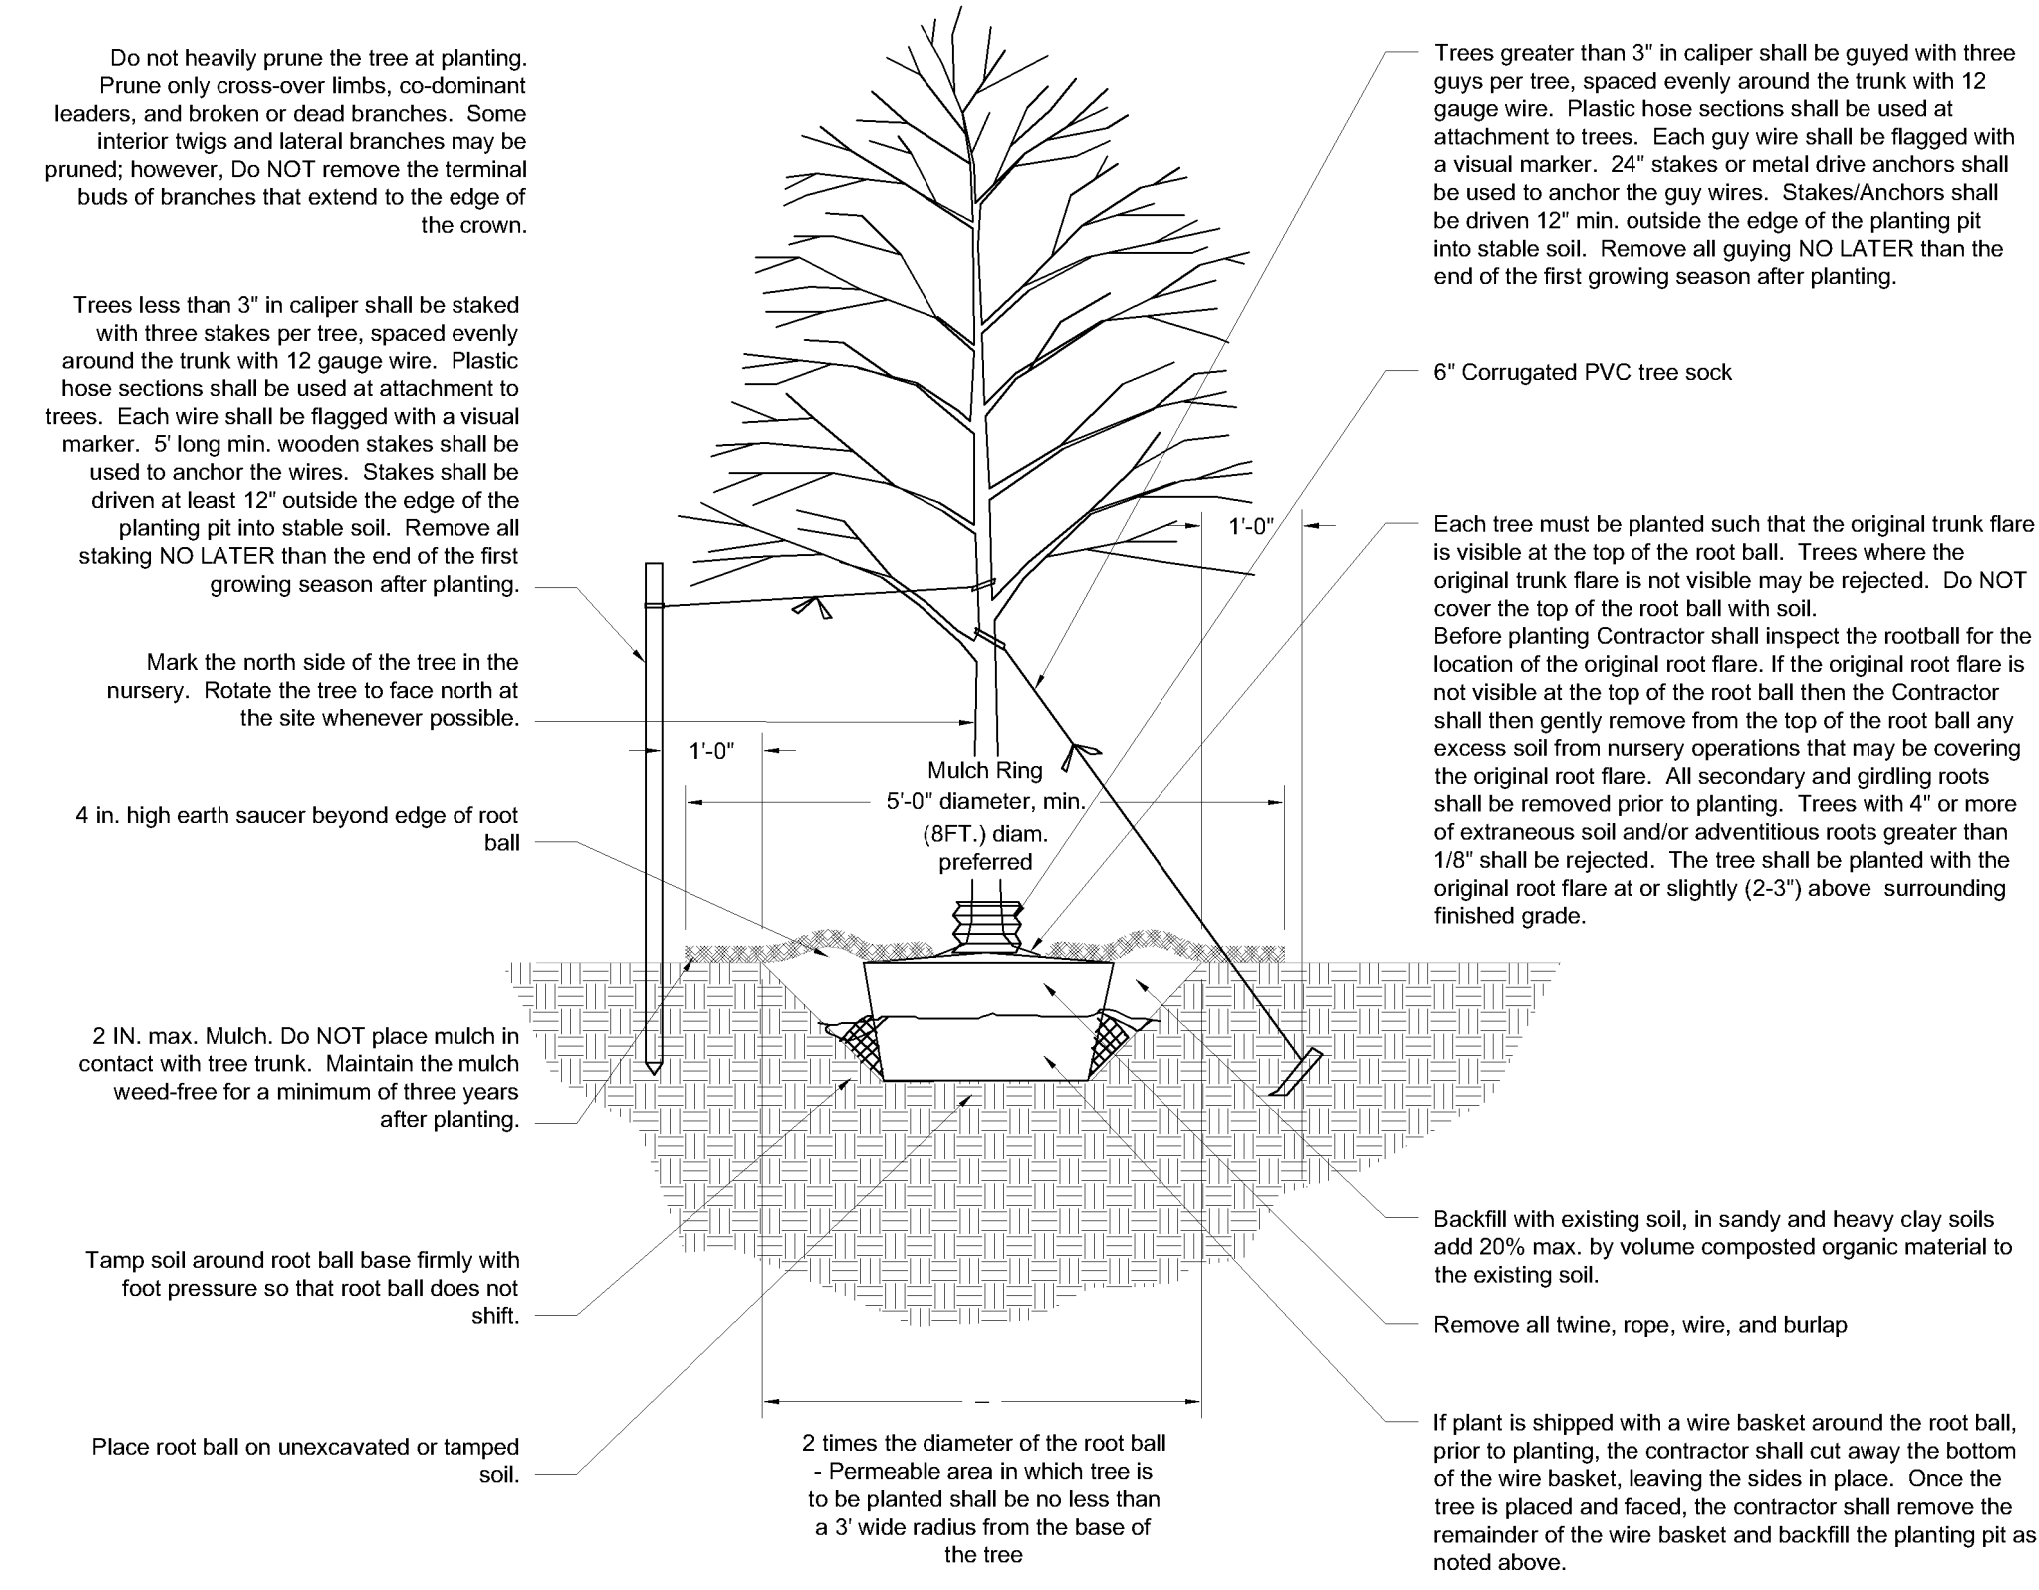 Do not heavily prune the tree at planting.
Prune only cross-over limbs, co-dominant
leaders, and broken or dead branches. Some
interior twigs and lateral branches may be
pruned; however, Do NOT remove the terminal
buds of branches that extend to the edge of
the crown.
Trees less than 3" in caliper shall be staked
with three stakes per tree, spaced evenly
around the trunk with 12 gauge wire. Plastic
hose sections shall be used at attachment to
trees. Each wire shall be flagged with a visual
marker. 5' long min. wooden stakes shall be
used to anchor the wires. Stakes shall be
driven at least 12" outside the edge of the
planting pit into stable soil. Remove all
staking NO LATER than the end of the first
growing season after planting.
Mark the north side of the tree in the
nursery. Rotate the tree to face north at
the site whenever possible.
4 in. high earth saucer beyond edge of root
ball
2 IN. max. Mulch. Do NOT place mulch in
contact with tree trunk. Maintain the mulch
weed-free for a minimum of three years
after planting.
Tamp soil around root ball base firmly with
foot pressure so that root ball does not
shift.
Place root ball on unexcavated or tamped
soil.
1'-0"
Mulch Ring
5'-0" diameter, min.
(8FT.) diam.
preferred
1'-0"
2 times the diameter of the root ball
- Permeable area in which tree is
to be planted shall be no less than
a 3' wide radius from the base of
the tree
Trees greater than 3" in caliper shall be guyed with three
guys per tree, spaced evenly around the trunk with 12
gauge wire. Plastic hose sections shall be used at
attachment to trees. Each guy wire shall be flagged with
a visual marker. 24" stakes or metal drive anchors shall
be used to anchor the guy wires. Stakes/Anchors shall
be driven 12" min. outside the edge of the planting pit
into stable soil. Remove all guying NO LATER than the
end of the first growing season after planting.
6" Corrugated PVC tree sock
Each tree must be planted such that the original trunk flare
is visible at the top of the root ball. Trees where the
original trunk flare is not visible may be rejected. Do NOT
cover the top of the root ball with soil.
Before planting Contractor shall inspect the rootball for the
location of the original root flare. If the original root flare is
not visible at the top of the root ball then the Contractor
shall then gently remove from the top of the root ball any
excess soil from nursery operations that may be covering
the original root flare. All secondary and girdling roots
shall be removed prior to planting. Trees with 4" or more
of extraneous soil and/or adventitious roots greater than
1/8" shall be rejected. The tree shall be planted with the
original root flare at or slightly (2-3") above surrounding
finished grade.
Backfill with existing soil, in sandy and heavy clay soils
add 20% max. by volume composted organic material to
the existing soil.
Remove all twine, rope, wire, and burlap
If plant is shipped with a wire basket around the root ball,
prior to planting, the contractor shall cut away the bottom
of the wire basket, leaving the sides in place. Once the
tree is placed and faced, the contractor shall remove the
remainder of the wire basket and backfill the planting pit as
noted above.